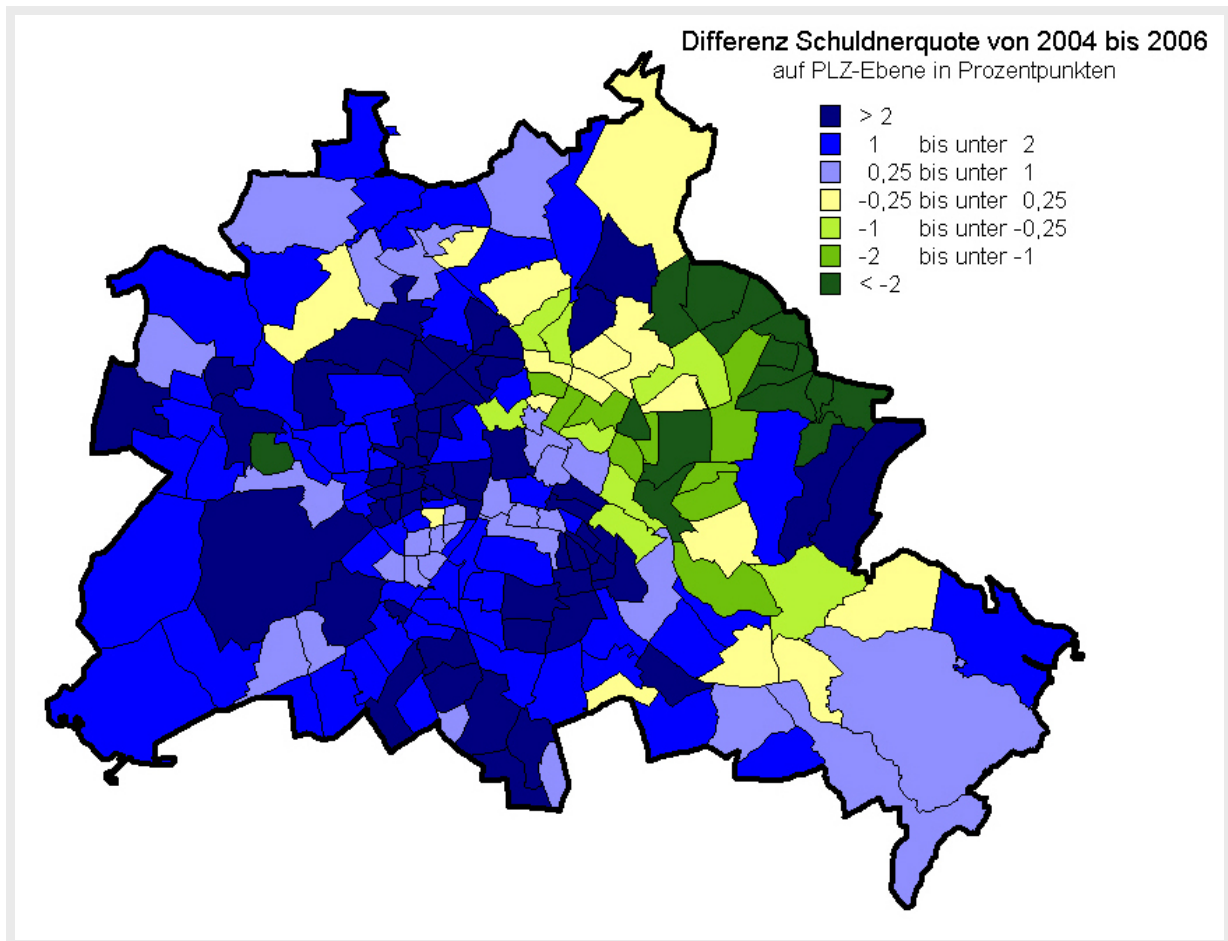 Differenz Schuldnerquote von 2004 bis 2006
auf PLZ-Ebene in Prozentpunkten
> 2
1 bis unter 2
0,25 bis unter 1
-0,25 bis unter 0,25
-1 bis unter -0,25
-2 bis unter -1
< -2